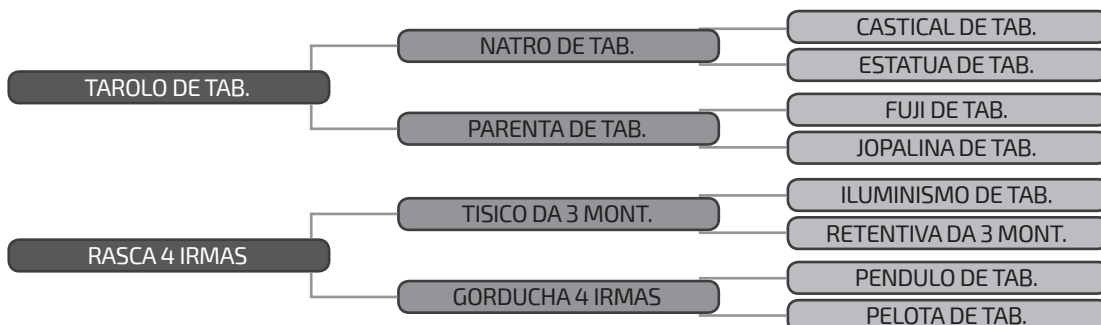 CASTICAL DE TAB.
NATRO DE TAB.
ESTATUA DE TAB.
TAROLO DE TAB.
FUJI DE TAB.
PARENTA DE TAB.
JOPALINA DE TAB.
ILUMINISMO DE TAB.
TISICO DA 3 MONT.
RETENTIVA DA 3 MONT.
RASCA 4 IRMAS
PENDULO DE TAB.
GORDUCHA 4 IRMAS
PELOTA DE TAB.